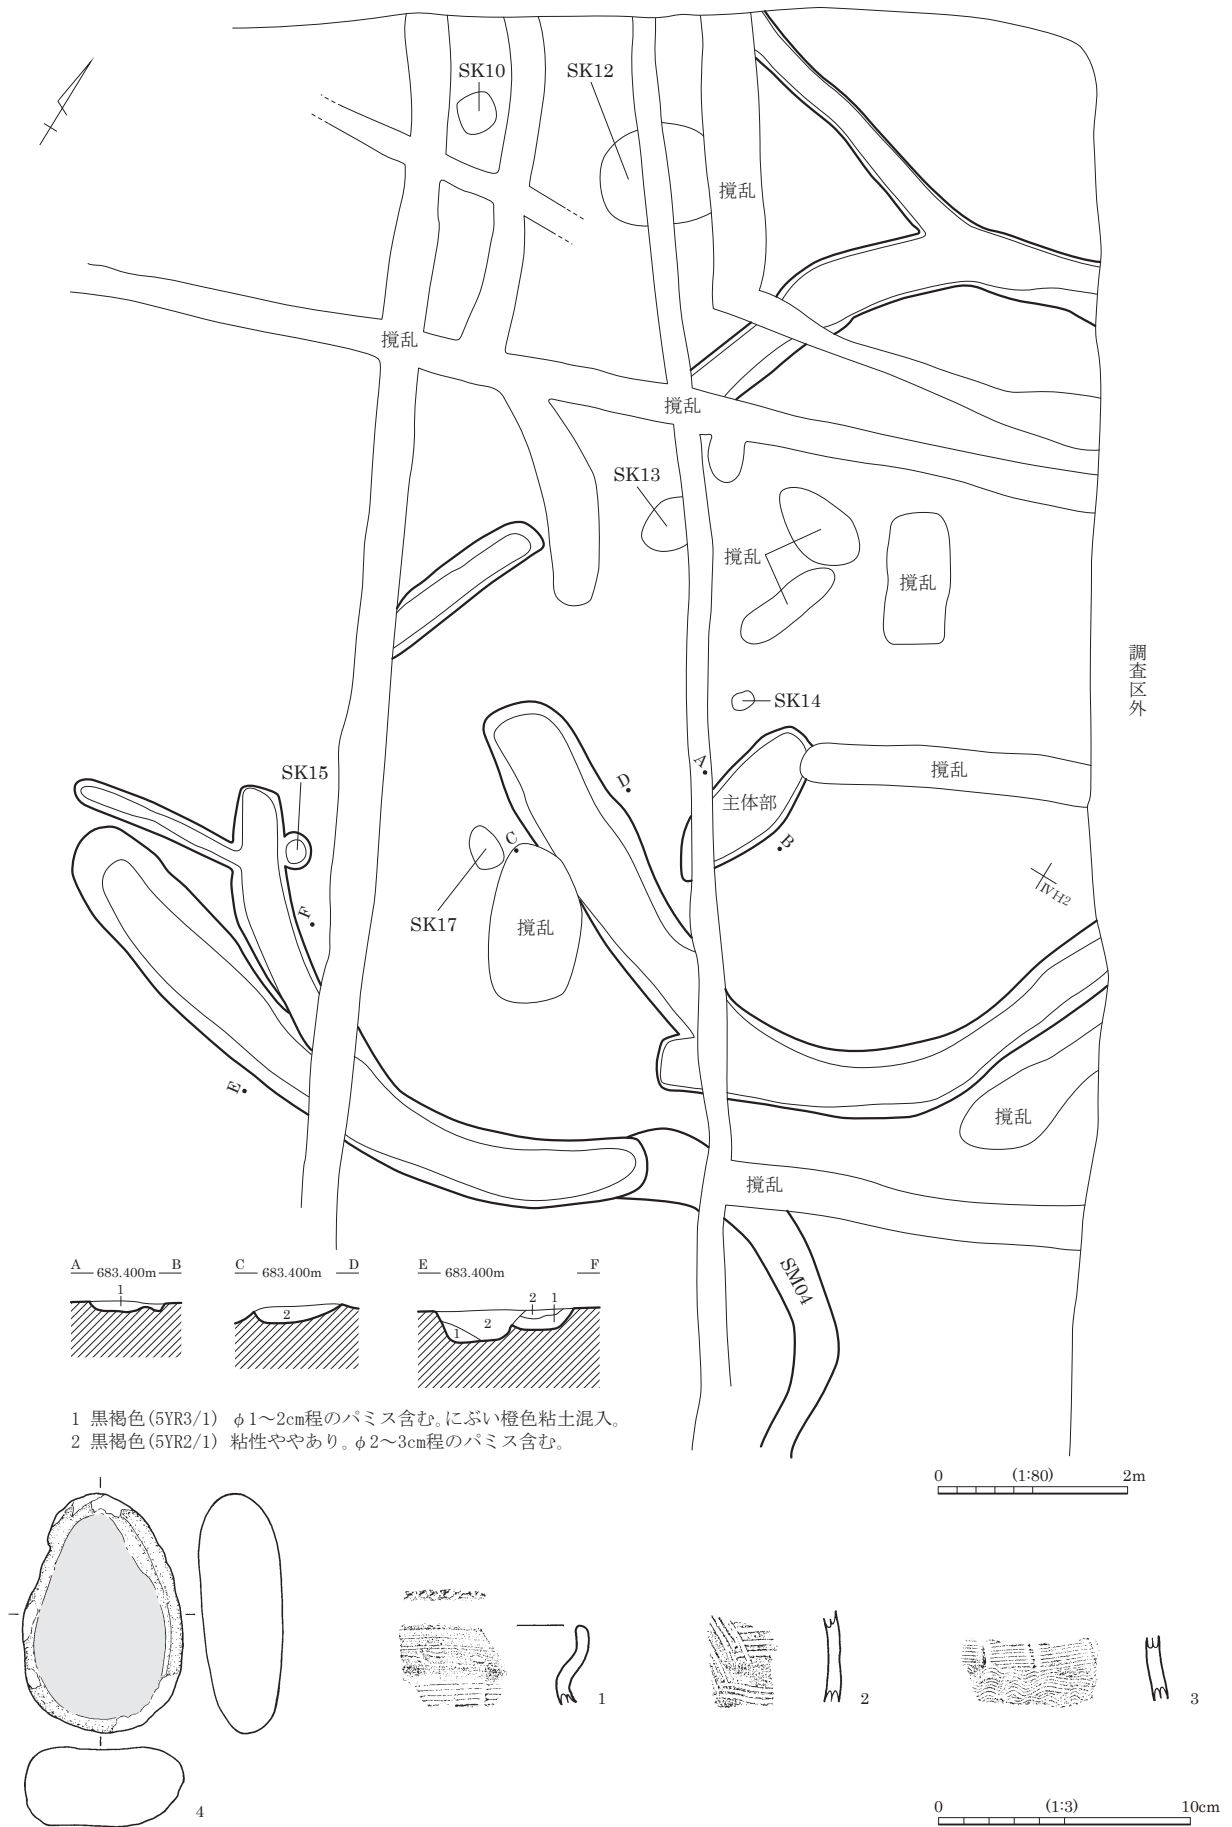 SK10
SK12
攪乱
攪乱
攪乱
SK13
攪乱
攪乱
調査区外
SK14
A
攪乱
D
主体部
SK15
B
C
IVH2
F
SK17
攪乱
E
攪乱
攪乱
SM04
A 683.400m B
1
C 683.400m D
2
E 683.400m F
2 1
1 2
1 黒褐色(5YR3/1) φ1～2cm程のパミス含む。にぶい橙色粘土混入。
2 黒褐色(5YR2/1) 粘性ややあり。φ2～3cm程のパミス含む。
0 (1:80) 2m
1
2
3
4
0 (1:3) 10cm